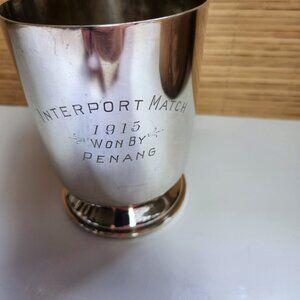 INTERPORT MATCH
1915
WON BY
PENANG